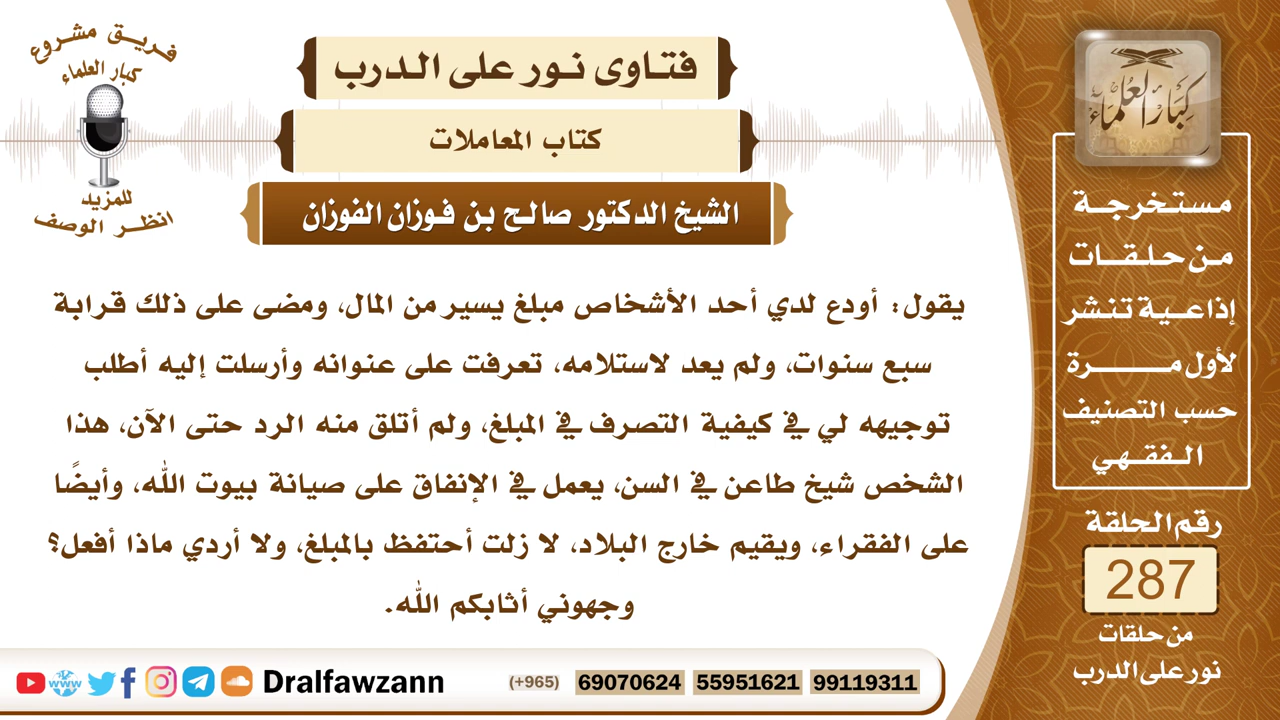 فريق مشروع
كبار العلماء
للمزيد
انظر الوصف
فتاوى نور على الدرب
كتاب المعاملات
الشيخ الدكتور صالح بن فوزان الفوزان
يقول: أودع لدي أحد الأشخاص مبلغ يسير من المال، ومضى على ذلك قرابة
سبع سنوات، ولم يعد لاستلامه، تعرفت على عنوانه وأرسلت إليه أطلب
توجيهه لي في كيفية التصرف في المبلغ، ولم أتلق منه الرد حتى الآن، هذا
الشخص شيخ طاعن في السن، يعمل في الإنفاق على صيانة بيوت الله، وأيضًا
على الفقراء، ويقيم خارج البلاد، لا زلت أحتفظ بالمبلغ، ولا أردي ماذا أفعل؟
وجهوني أثابكم الله.
كبار العلماء
مستخرجة
من حلقات
إذاعية تنشر
لأول مرة
حسب التصنيف
الفقهي
رقم الحلقة
287
من حلقات
نور على الدرب
www
Dralfawzann
(+965) 69070624 55951621 99119311